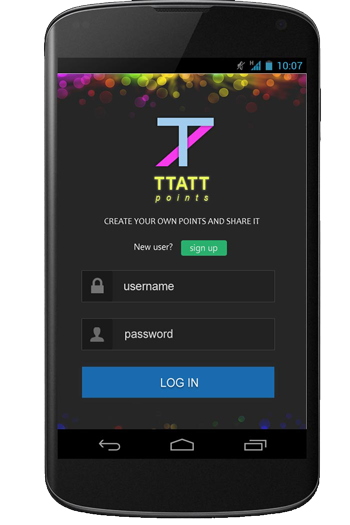 10:07
TTATT
points
CREATE YOUR OWN POINTS AND SHARE IT
New user? sign up
username
password
LOG IN